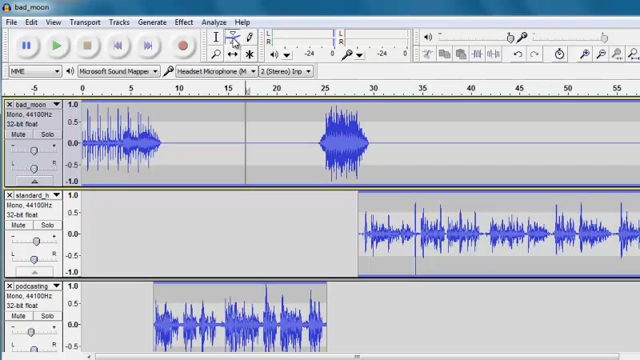 bad_moon
File Edit View Transport Tracks Generate Effect Analyze Help
L
R
-24 0
L
R
-24 0
MME Microsoft Sound Mapper Headset Microphone (M 2 (Stereo) Inp
-5 0 5 10 15 20 25 30 35 40 45 50 55
bad_moon
Mono, 44100Hz
32-bit float
Mute Solo
- +
L R
1.0
0.5
0.0
-0.5
-1.0
standard_h
Mono, 44100Hz
32-bit float
Mute Solo
- +
L R
1.0
0.5
0.0
-0.5
-1.0
podcasting
Mono, 44100Hz
32-bit float
Mute Solo
- +
L R
1.0
0.5
0.0
-0.5